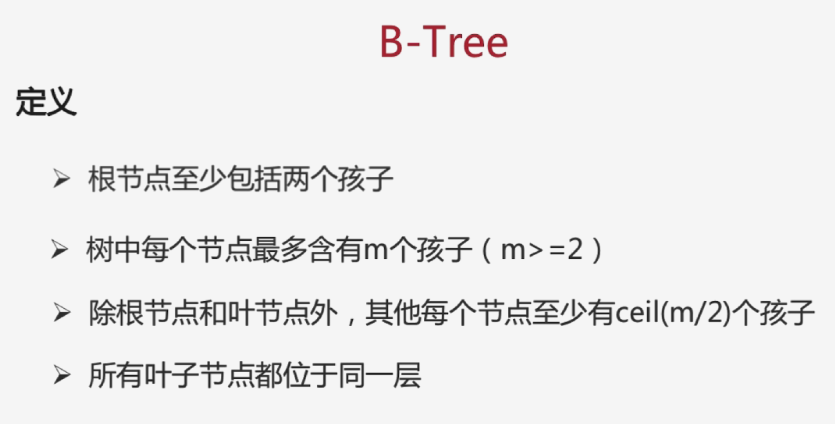 B-Tree
定义
➢ 根节点至少包括两个孩子
➢ 树中每个节点最多含有m个孩子（m>=2）
➢ 除根节点和叶节点外，其他每个节点至少有ceil(m/2)个孩子
➢ 所有叶子节点都位于同一层